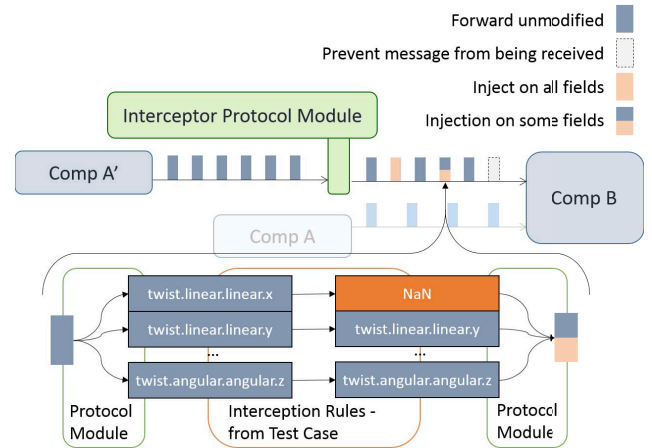 Forward unmodified
Prevent message from being received
Inject on all fields
Injection on some fields
Interceptor Protocol Module
Comp A'
Comp B
Comp A
twist.linear.linear.x
NaN
twist.linear.linear.y
twist.linear.linear.y
...
...
twist.angular.angular.z
twist.angular.angular.z
Protocol
Module
Interception Rules -
from Test Case
Protocol
Module